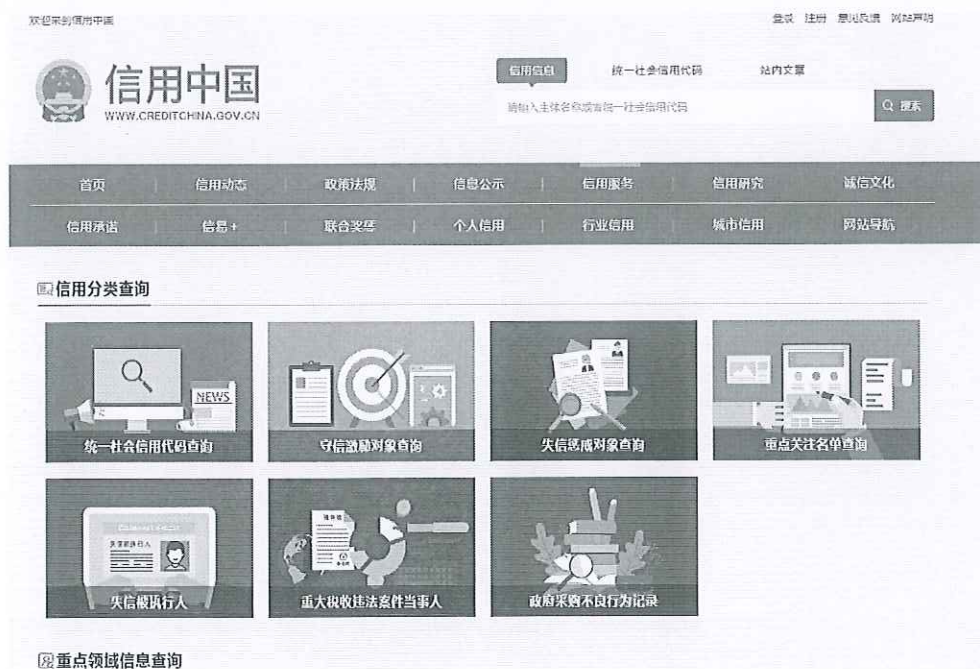 欢迎来到信用中国
登录 注册 意见反馈 网站声明
信用中国
WWW.CREDITCHINA.GOV.CN
信用信息 统一社会信用代码 站内文章
请输入主体名称或者统一社会信用代码
搜索
首页 信用动态 政策法规 信息公示 信用服务 信用研究 诚信文化
信用承诺 信易+ 联合奖惩 个人信用 行业信用 城市信用 网站导航
信用分类查询
NEWS
统一社会信用代码查询 守信激励对象查询 失信惩戒对象查询 重点关注名单查询
失信被执行人
失信被执行人 重大税收违法案件当事人 政府采购不良行为记录
重点领域信息查询